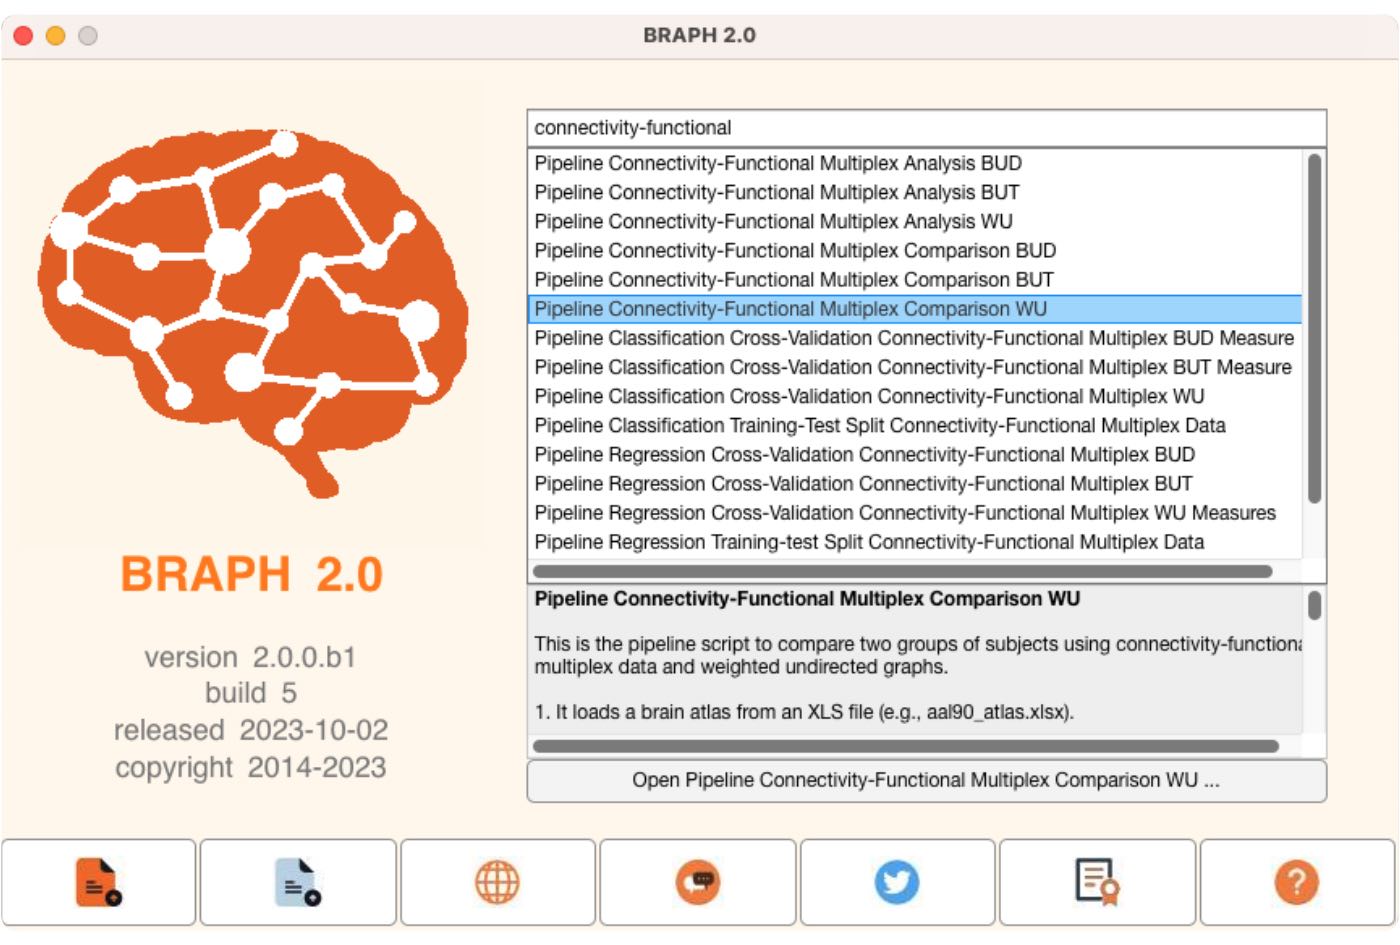 BRAPH 2.0
connectivity-functional
Pipeline Connectivity-Functional Multiplex Analysis BUD
Pipeline Connectivity-Functional Multiplex Analysis BUT
Pipeline Connectivity-Functional Multiplex Analysis WU
Pipeline Connectivity-Functional Multiplex Comparison BUD
Pipeline Connectivity-Functional Multiplex Comparison BUT
Pipeline Connectivity-Functional Multiplex Comparison WU
Pipeline Classification Cross-Validation Connectivity-Functional Multiplex BUD Measure
Pipeline Classification Cross-Validation Connectivity-Functional Multiplex BUT Measure
Pipeline Classification Cross-Validation Connectivity-Functional Multiplex WU
Pipeline Classification Training-Test Split Connectivity-Functional Multiplex Data
Pipeline Regression Cross-Validation Connectivity-Functional Multiplex BUD
Pipeline Regression Cross-Validation Connectivity-Functional Multiplex BUT
Pipeline Regression Cross-Validation Connectivity-Functional Multiplex WU Measures
Pipeline Regression Training-test Split Connectivity-Functional Multiplex Data
Pipeline Connectivity-Functional Multiplex Comparison WU
This is the pipeline script to compare two groups of subjects using connectivity-functiona
multiplex data and weighted undirected graphs.
1. It loads a brain atlas from an XLS file (e.g., aal90_atlas.xlsx).
Open Pipeline Connectivity-Functional Multiplex Comparison WU ...
BRAPH 2.0
version 2.0.0.b1
build 5
released 2023-10-02
copyright 2014-2023
?